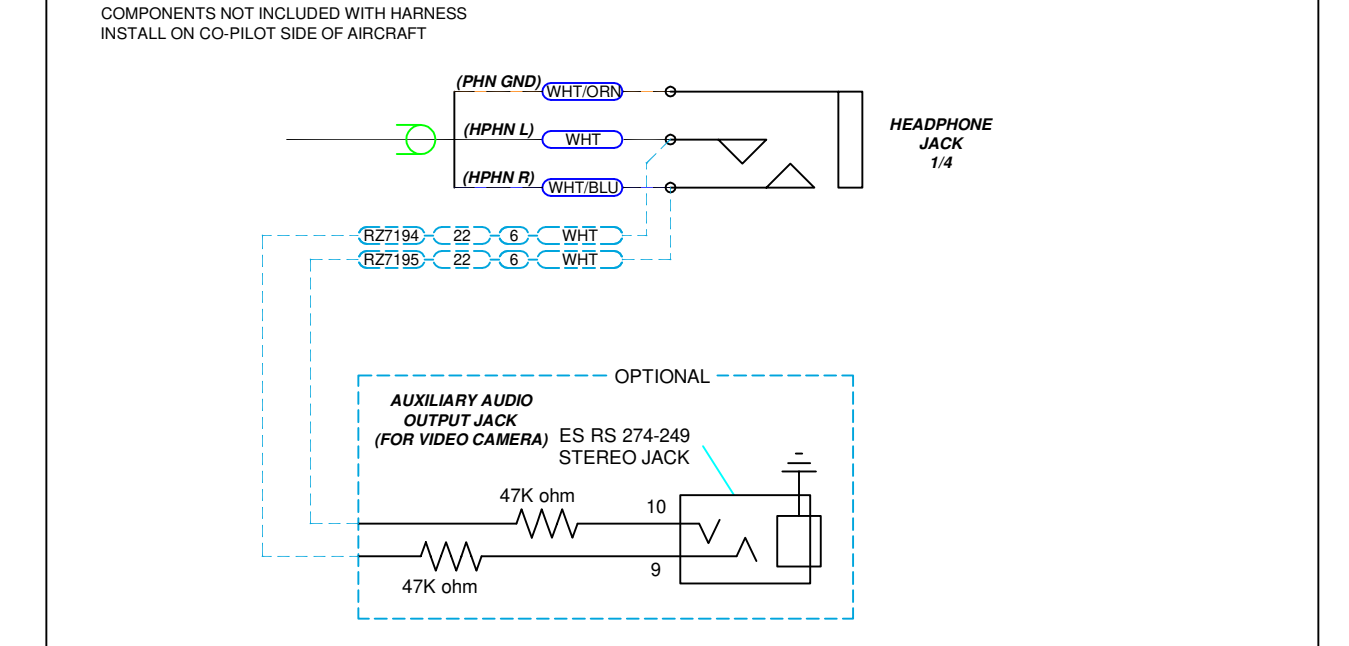 COMPONENTS NOT INCLUDED WITH HARNESS
INSTALL ON CO-PILOT SIDE OF AIRCRAFT
(PHN GND)
WHT/ORN
(HPHN L)
WHT
(HPHN R)
WHT/BLU
HEADPHONE
JACK
1/4
RZ7194 22 6 WHT
RZ7195 22 6 WHT
OPTIONAL
AUXILIARY AUDIO
OUTPUT JACK
(FOR VIDEO CAMERA)
ES RS 274-249
STEREO JACK
47K ohm
10
9
47K ohm